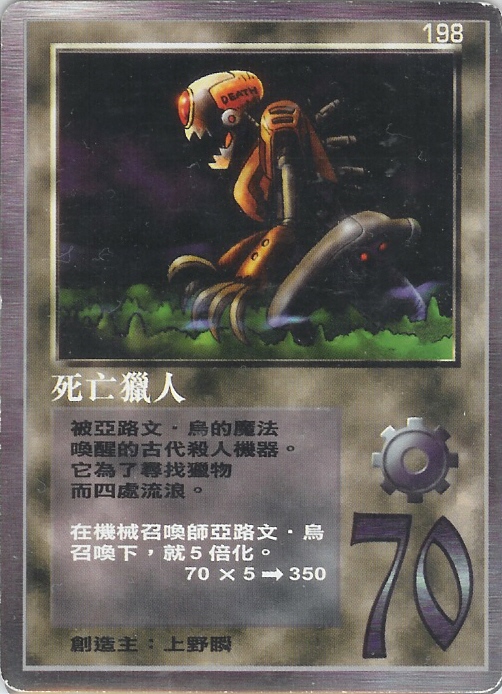 198
DEATH
死亡獵人
被亞路文·烏的魔法
喚醒的古代殺人機器。
它為了尋找獵物
而四處流浪。
在機械召喚師亞路文·烏
召喚下，就5倍化。
70 × 5 ➡ 350
70
創造主：上野瞬